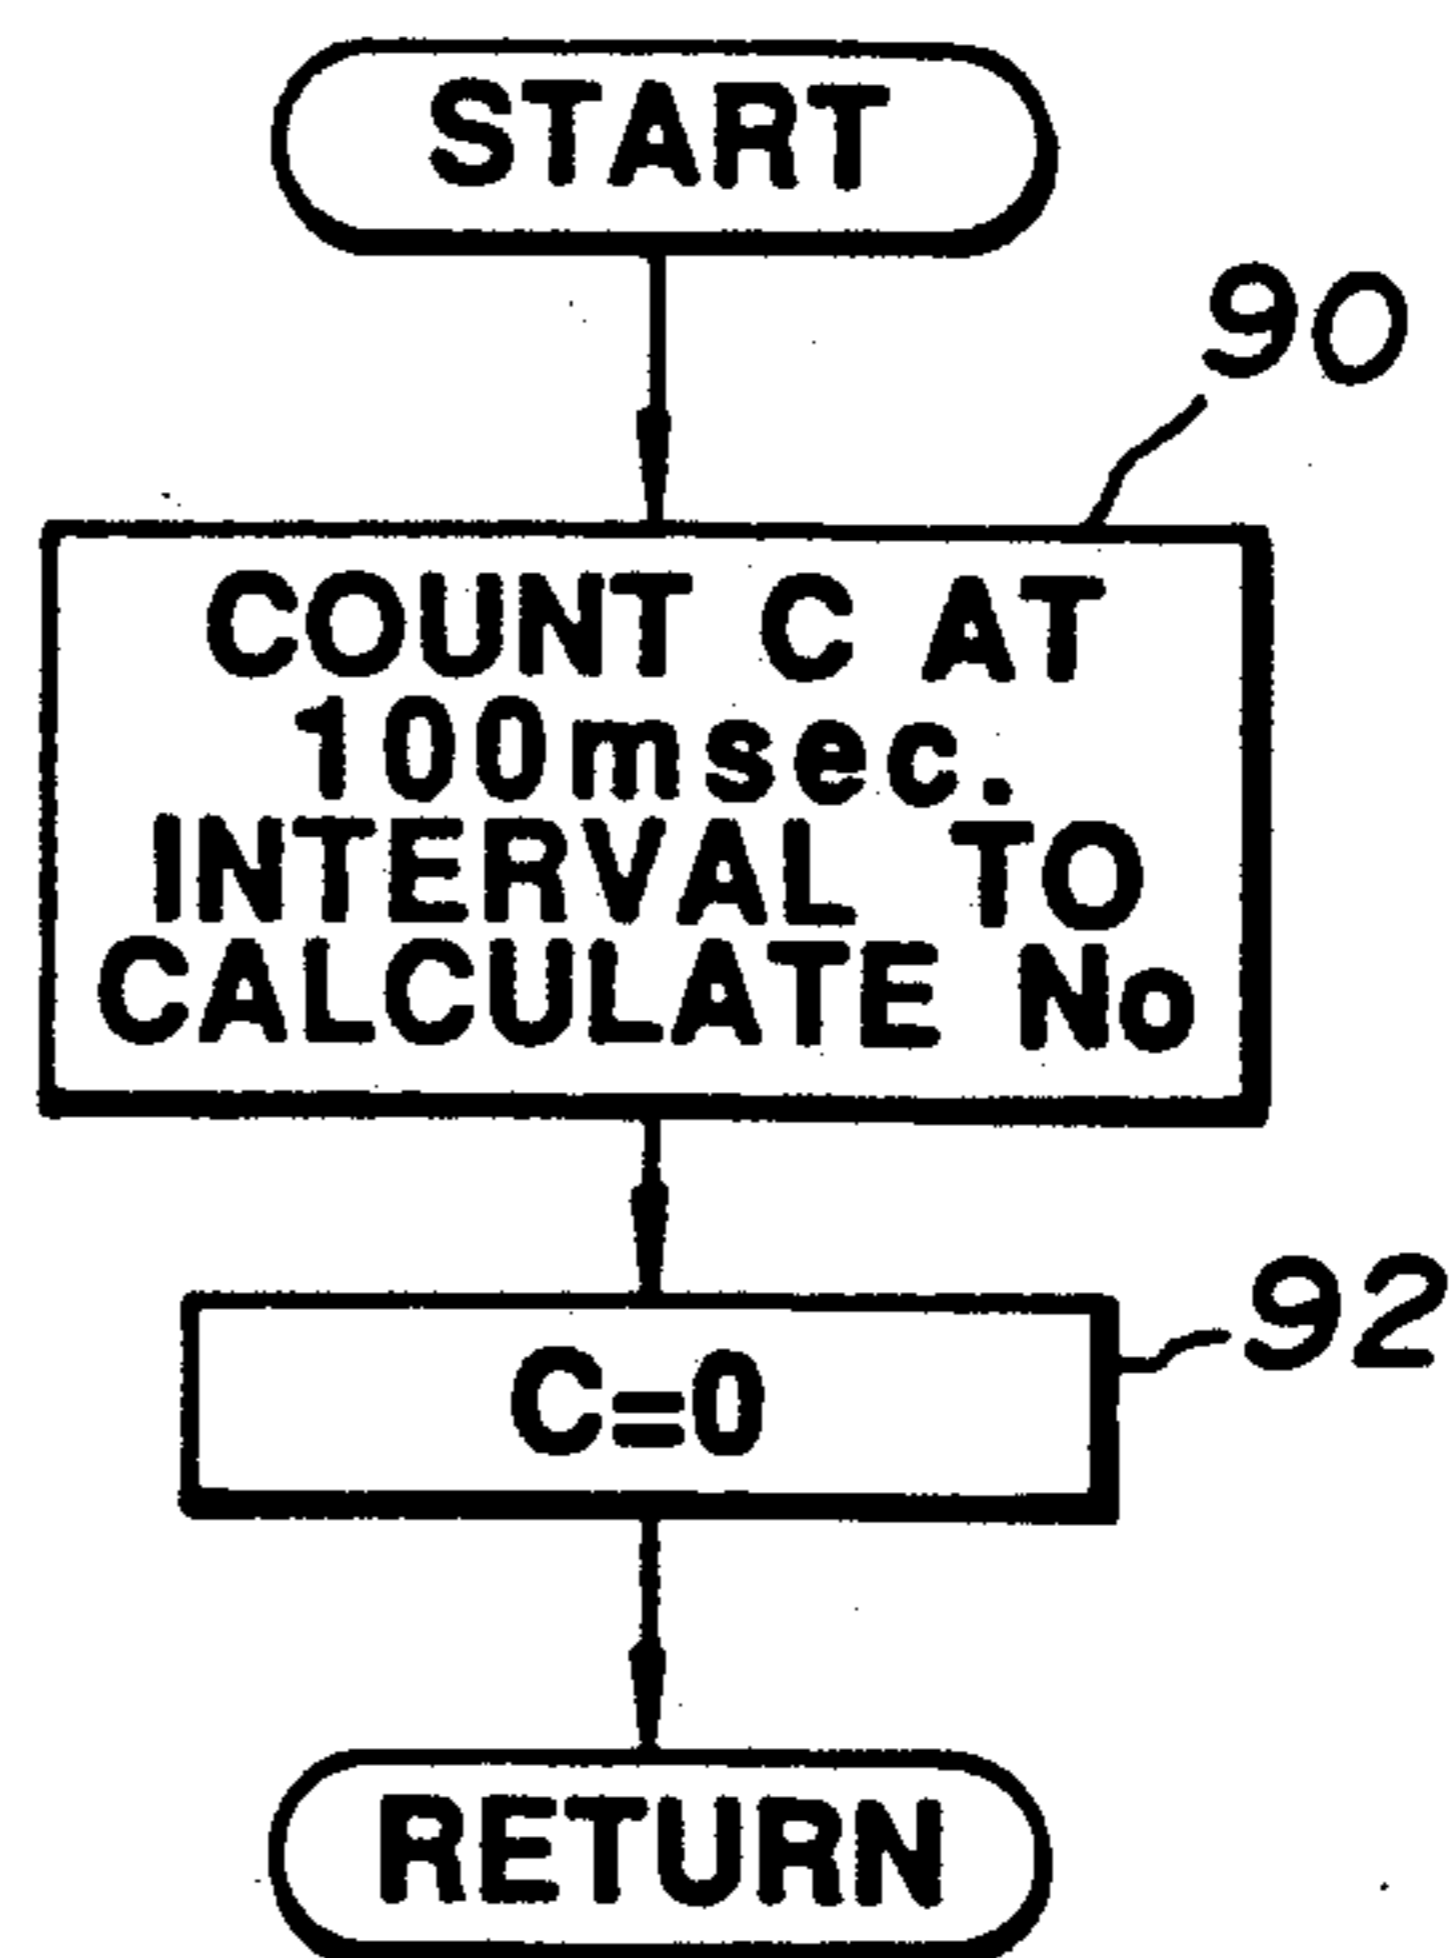 START
90
COUNT C AT
100msec.
INTERVAL TO
CALCULATE No
C=0
92
RETURN